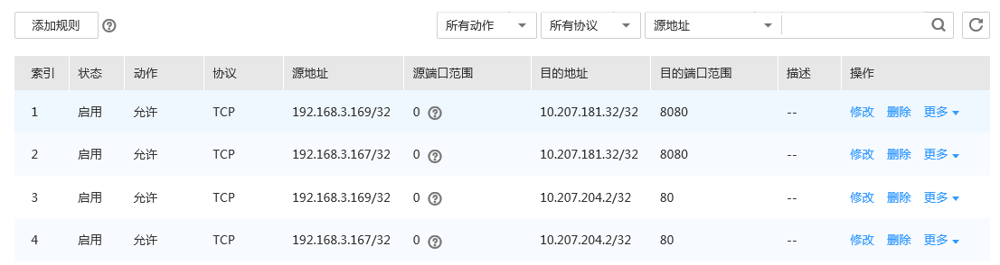 添加规则 所有动作 所有协议 源地址
索引 状态 动作 协议 源地址 源端口范围 目的地址 目的端口范围 描述 操作
1 启用 允许 TCP 192.168.3.169/32 0 10.207.181.32/32 8080 -- 修改 删除 更多
2 启用 允许 TCP 192.168.3.167/32 0 10.207.181.32/32 8080 -- 修改 删除 更多
3 启用 允许 TCP 192.168.3.169/32 0 10.207.204.2/32 80 -- 修改 删除 更多
4 启用 允许 TCP 192.168.3.167/32 0 10.207.204.2/32 80 -- 修改 删除 更多